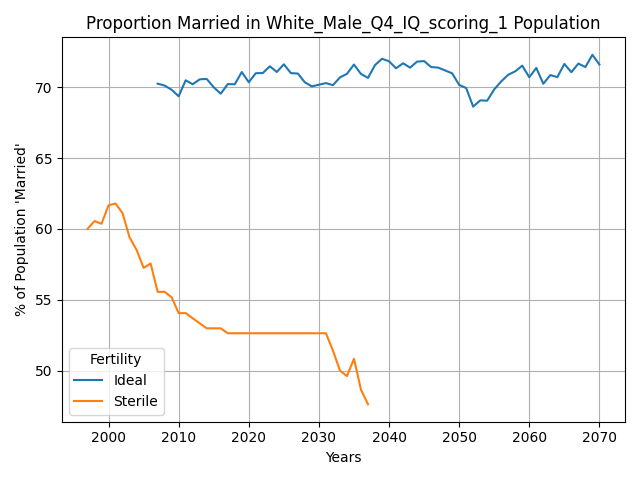 Proportion Married in White_Male_Q4_IQ_scoring_1 Population
% of Population 'Married'
70
65
60
55
50
Fertility
Ideal
Sterile
2000 2010 2020 2030 2040 2050 2060 2070
Years